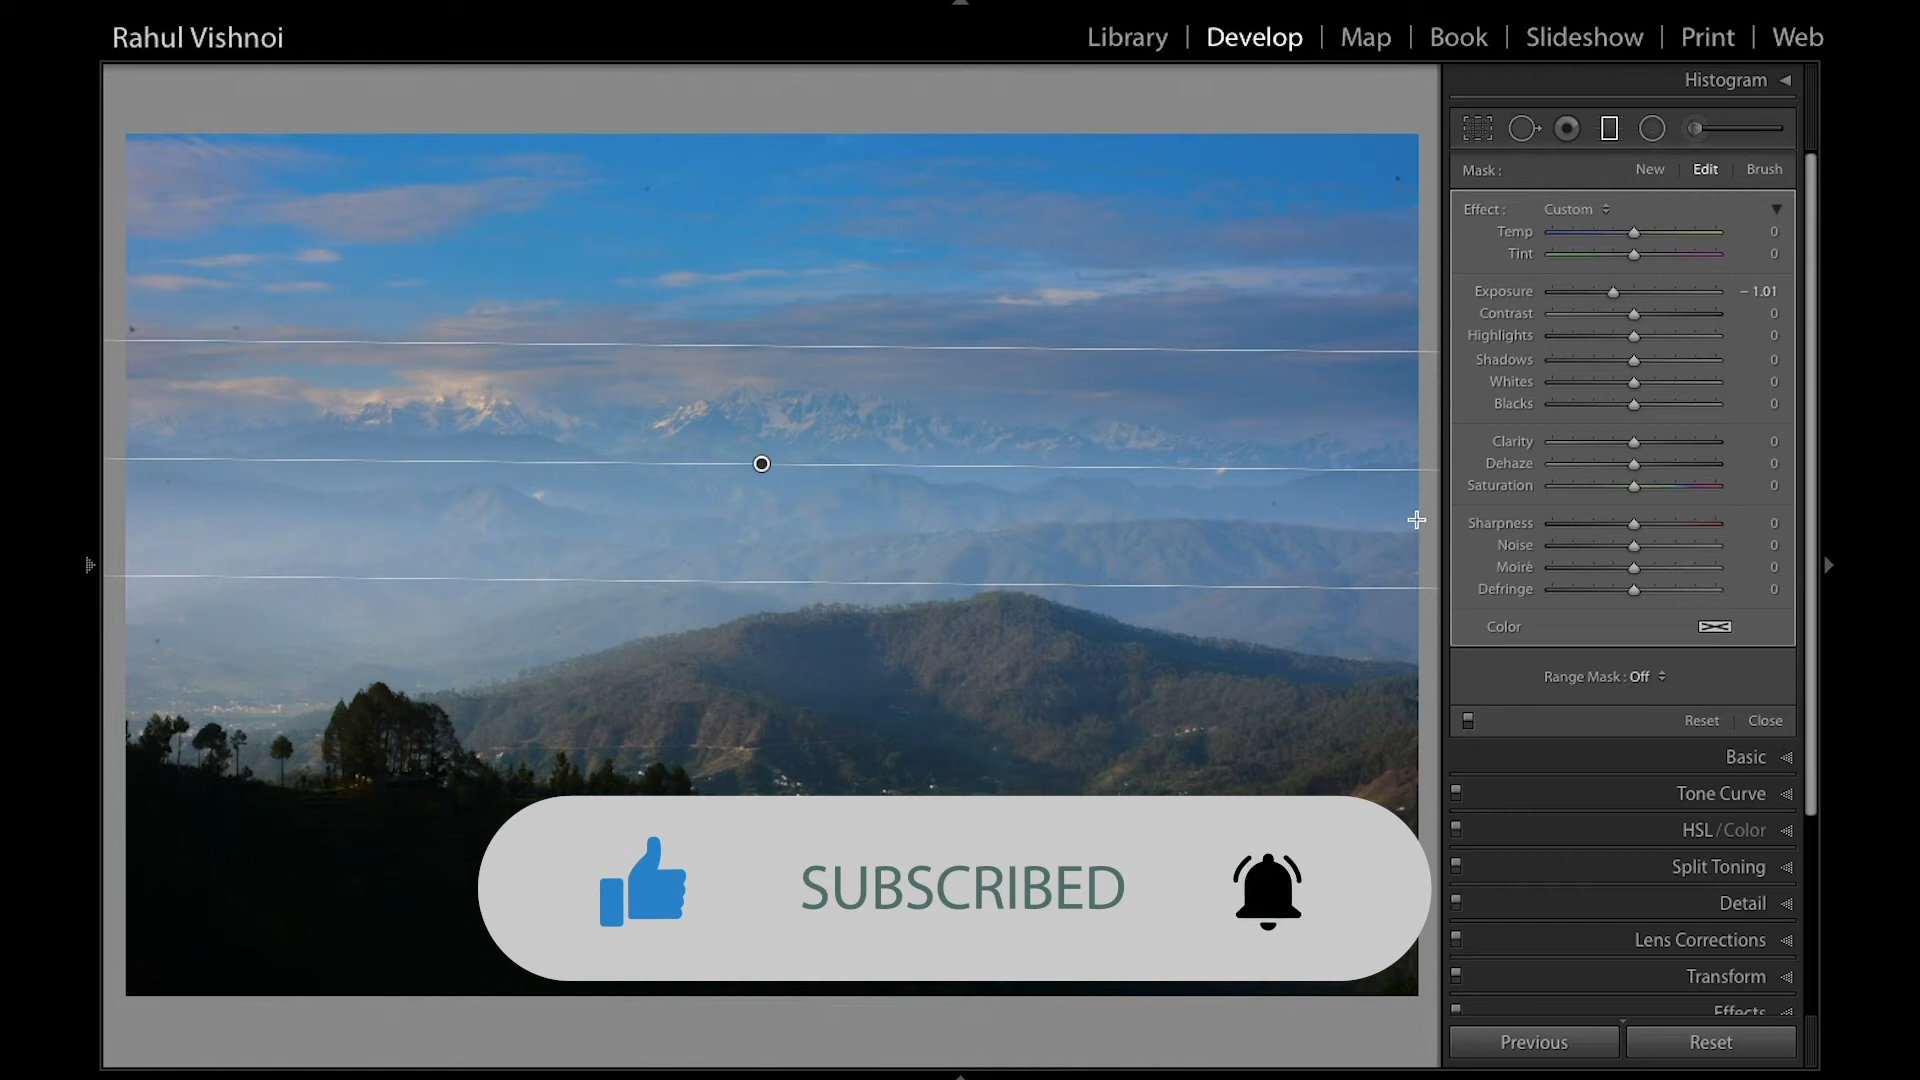 Rahul Vishnoi
Library | Develop | Map | Book | Slideshow | Print | Web
Histogram
Mask : New Edit Brush
Effect : Custom
Temp 0
Tint 0
Exposure – 1.01
Contrast 0
Highlights 0
Shadows 0
Whites 0
Blacks 0
Clarity 0
Dehaze 0
Saturation 0
Sharpness 0
Noise 0
Moiré 0
Defringe 0
Color
Range Mask : Off
Reset Close
Basic
Tone Curve
HSL / Color
Split Toning
Detail
Lens Corrections
Transform
Effects
Previous Reset
SUBSCRIBED